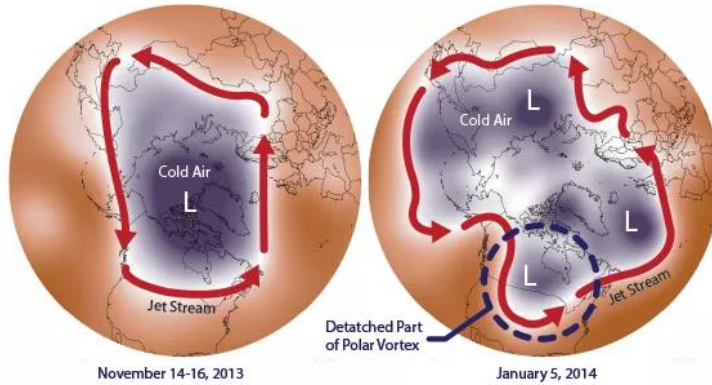 Cold Air
L
Jet Stream
November 14-16, 2013
L
Cold Air
L
L
Jet Stream
Detatched Part
of Polar Vortex
January 5, 2014